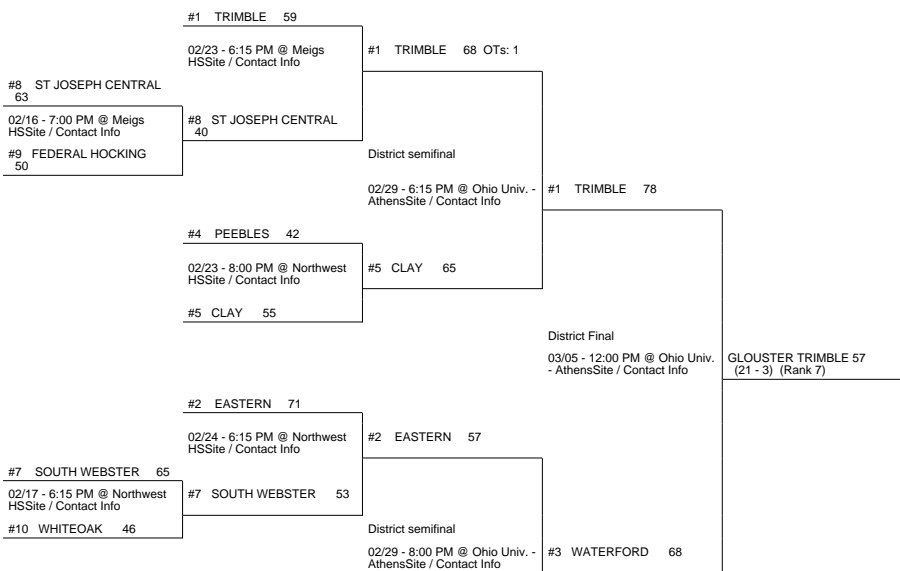 #1 TRIMBLE 59
02/23 - 6:15 PM @ Meigs
HSSite / Contact Info
#1 TRIMBLE 68 OTs: 1
#8 ST JOSEPH CENTRAL
63
02/16 - 7:00 PM @ Meigs
HSSite / Contact Info
#8 ST JOSEPH CENTRAL
40
#9 FEDERAL HOCKING
50
District semifinal
02/29 - 6:15 PM @ Ohio Univ. -
AthensSite / Contact Info
#1 TRIMBLE 78
#4 PEEBLES 42
02/23 - 8:00 PM @ Northwest
HSSite / Contact Info
#5 CLAY 65
#5 CLAY 55
District Final
03/05 - 12:00 PM @ Ohio Univ.
- AthensSite / Contact Info
GLOUSTER TRIMBLE 57
(21 - 3) (Rank 7)
#2 EASTERN 71
02/24 - 6:15 PM @ Northwest
HSSite / Contact Info
#2 EASTERN 57
#7 SOUTH WEBSTER 65
02/17 - 6:15 PM @ Northwest
HSSite / Contact Info
#7 SOUTH WEBSTER 53
#10 WHITEOAK 46
District semifinal
02/29 - 8:00 PM @ Ohio Univ. -
AthensSite / Contact Info
#3 WATERFORD 68